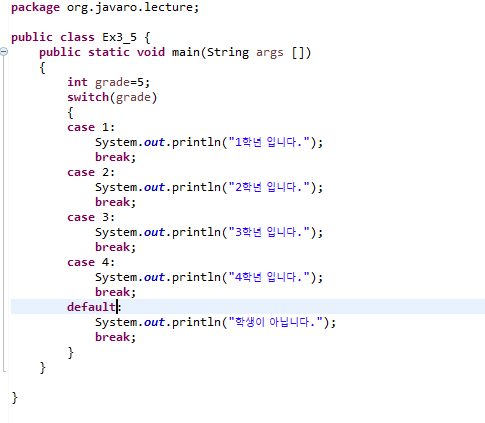 package org.javaro.lecture;
public class Ex3_5 {
public static void main(String args [])
{
int grade=5;
switch(grade)
{
case 1:
System.out.println("1학년 입니다.");
break;
case 2:
System.out.println("2학년 입니다.");
break;
case 3:
System.out.println("3학년 입니다.");
break;
case 4:
System.out.println("4학년 입니다.");
break;
default:
System.out.println("학생이 아닙니다.");
break;
}
}
}